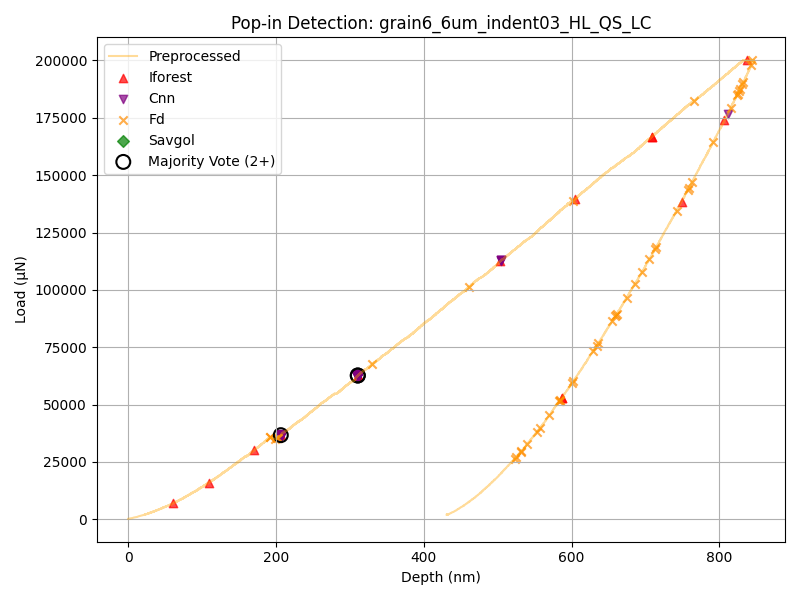 Pop-in Detection: grain6_6um_indent03_HL_QS_LC
Preprocessed
Iforest
Cnn
Fd
Savgol
Majority Vote (2+)
200000
175000
150000
125000
100000
75000
50000
25000
0
Load (µN)
0 200 400 600 800
Depth (nm)